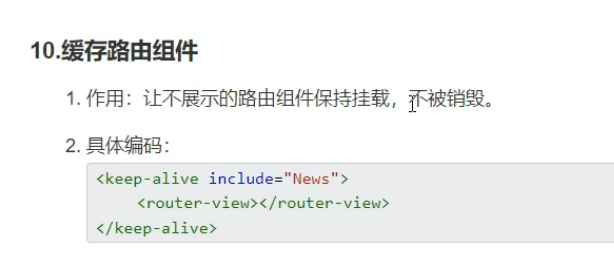 10.缓存路由组件
1. 作用：让不展示的路由组件保持挂载，不被销毁。
2. 具体编码：
<keep-alive include="News">
    <router-view></router-view>
</keep-alive>